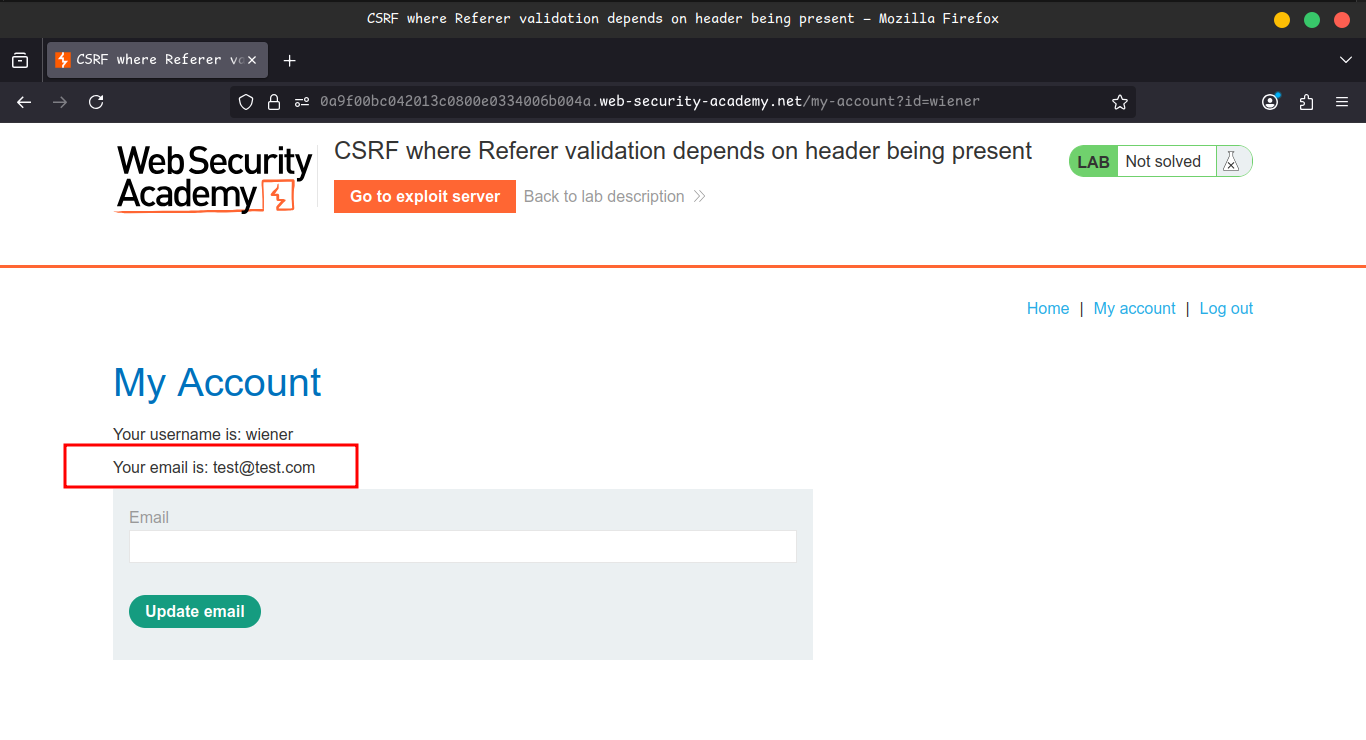 CSRF where Referer validation depends on header being present — Mozilla Firefox
CSRF where Referer va
0a9f00bc042013c0800e0334006b004a.web-security-academy.net/my-account?id=wiener
Web Security
Academy
CSRF where Referer validation depends on header being present
Go to exploit server
Back to lab description
LAB
Not solved
Home | My account | Log out
My Account
Your username is: wiener
Your email is: test@test.com
Email
Update email